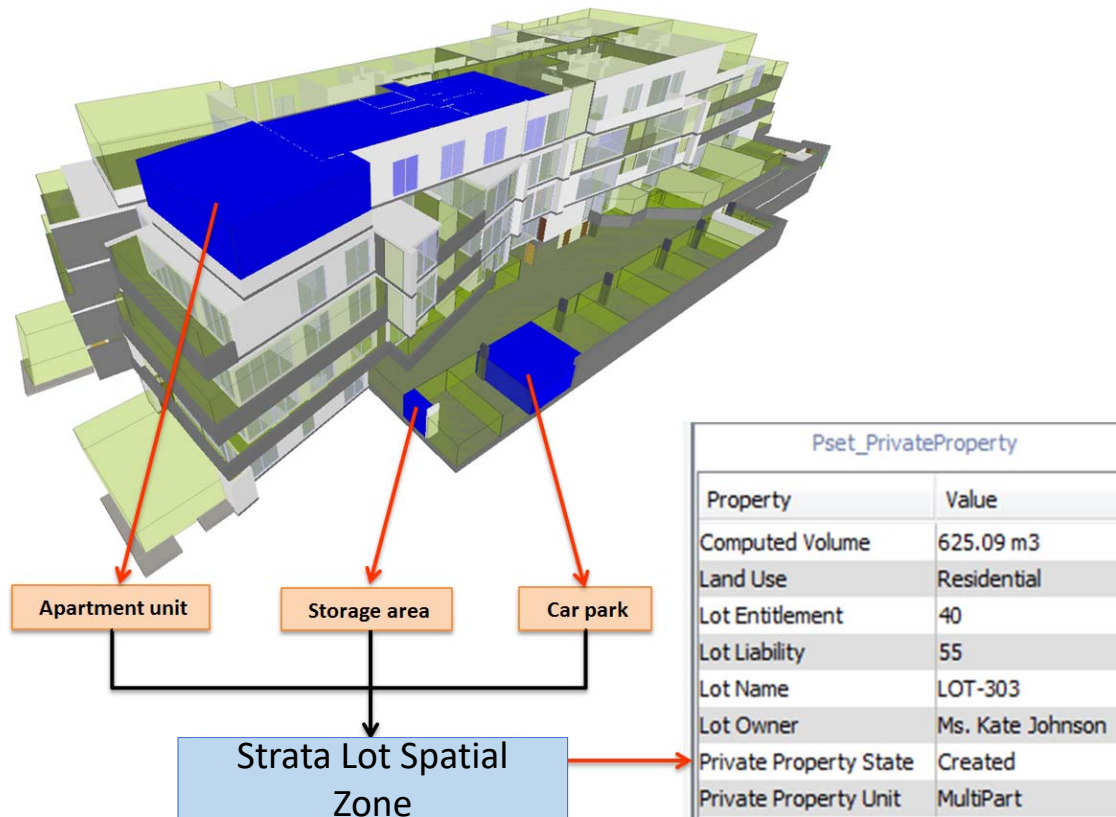 Apartment unit
Storage area
Car park
Strata Lot Spatial
Zone
Pset_PrivateProperty
Property Value
Computed Volume 625.09 m3
Land Use Residential
Lot Entitlement 40
Lot Liability 55
Lot Name LOT-303
Lot Owner Ms. Kate Johnson
Private Property State Created
Private Property Unit MultiPart